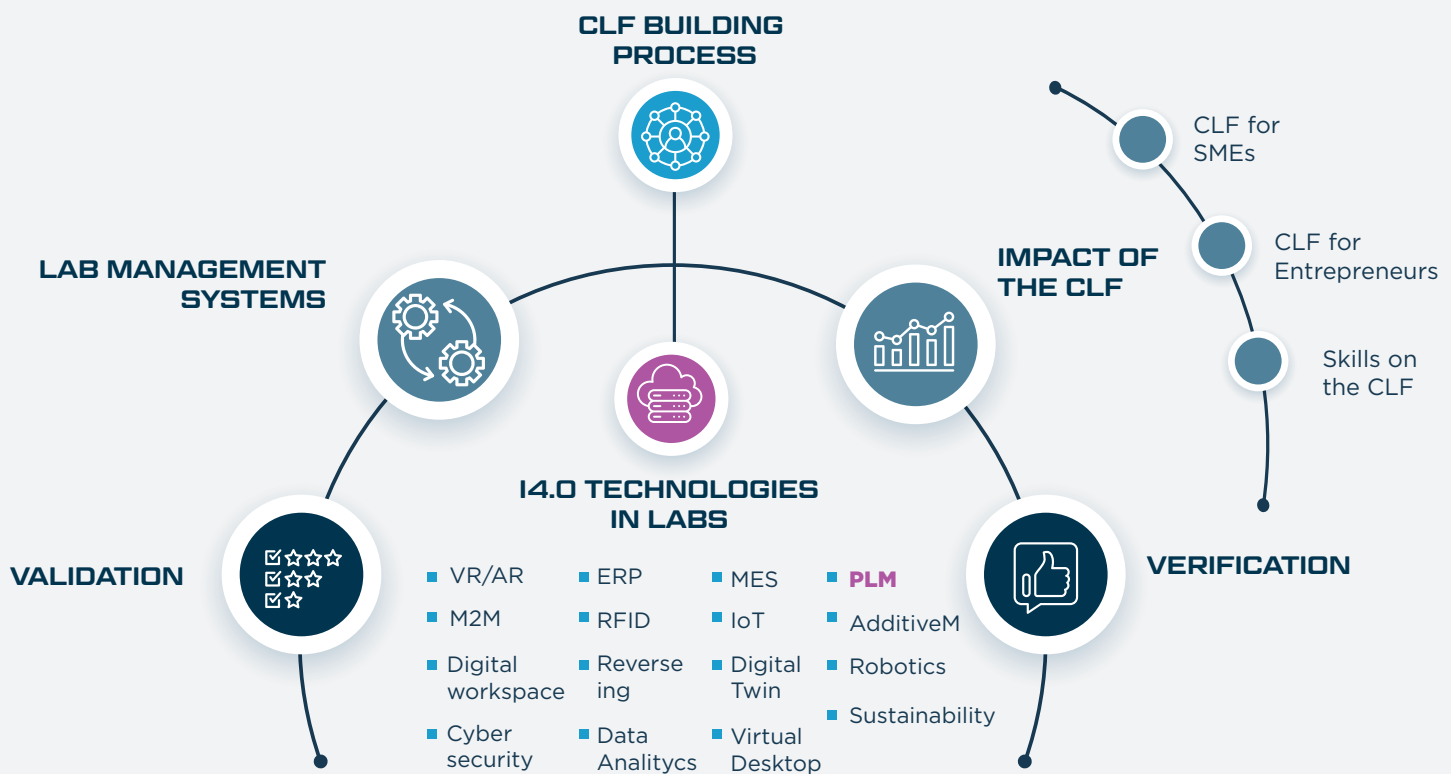 CLF BUILDING
PROCESS
CLF for
SMEs
CLF for
Entrepreneurs
Skills on
the CLF
LAB MANAGEMENT
SYSTEMS
IMPACT OF
THE CLF
I4.0 TECHNOLOGIES
IN LABS
VALIDATION
VERIFICATION
VR/AR
M2M
Digital
workspace
Cyber
security
ERP
RFID
Reverse
ing
Data
Analitycs
MES
IoT
Digital
Twin
Virtual
Desktop
PLM
AdditiveM
Robotics
Sustainability